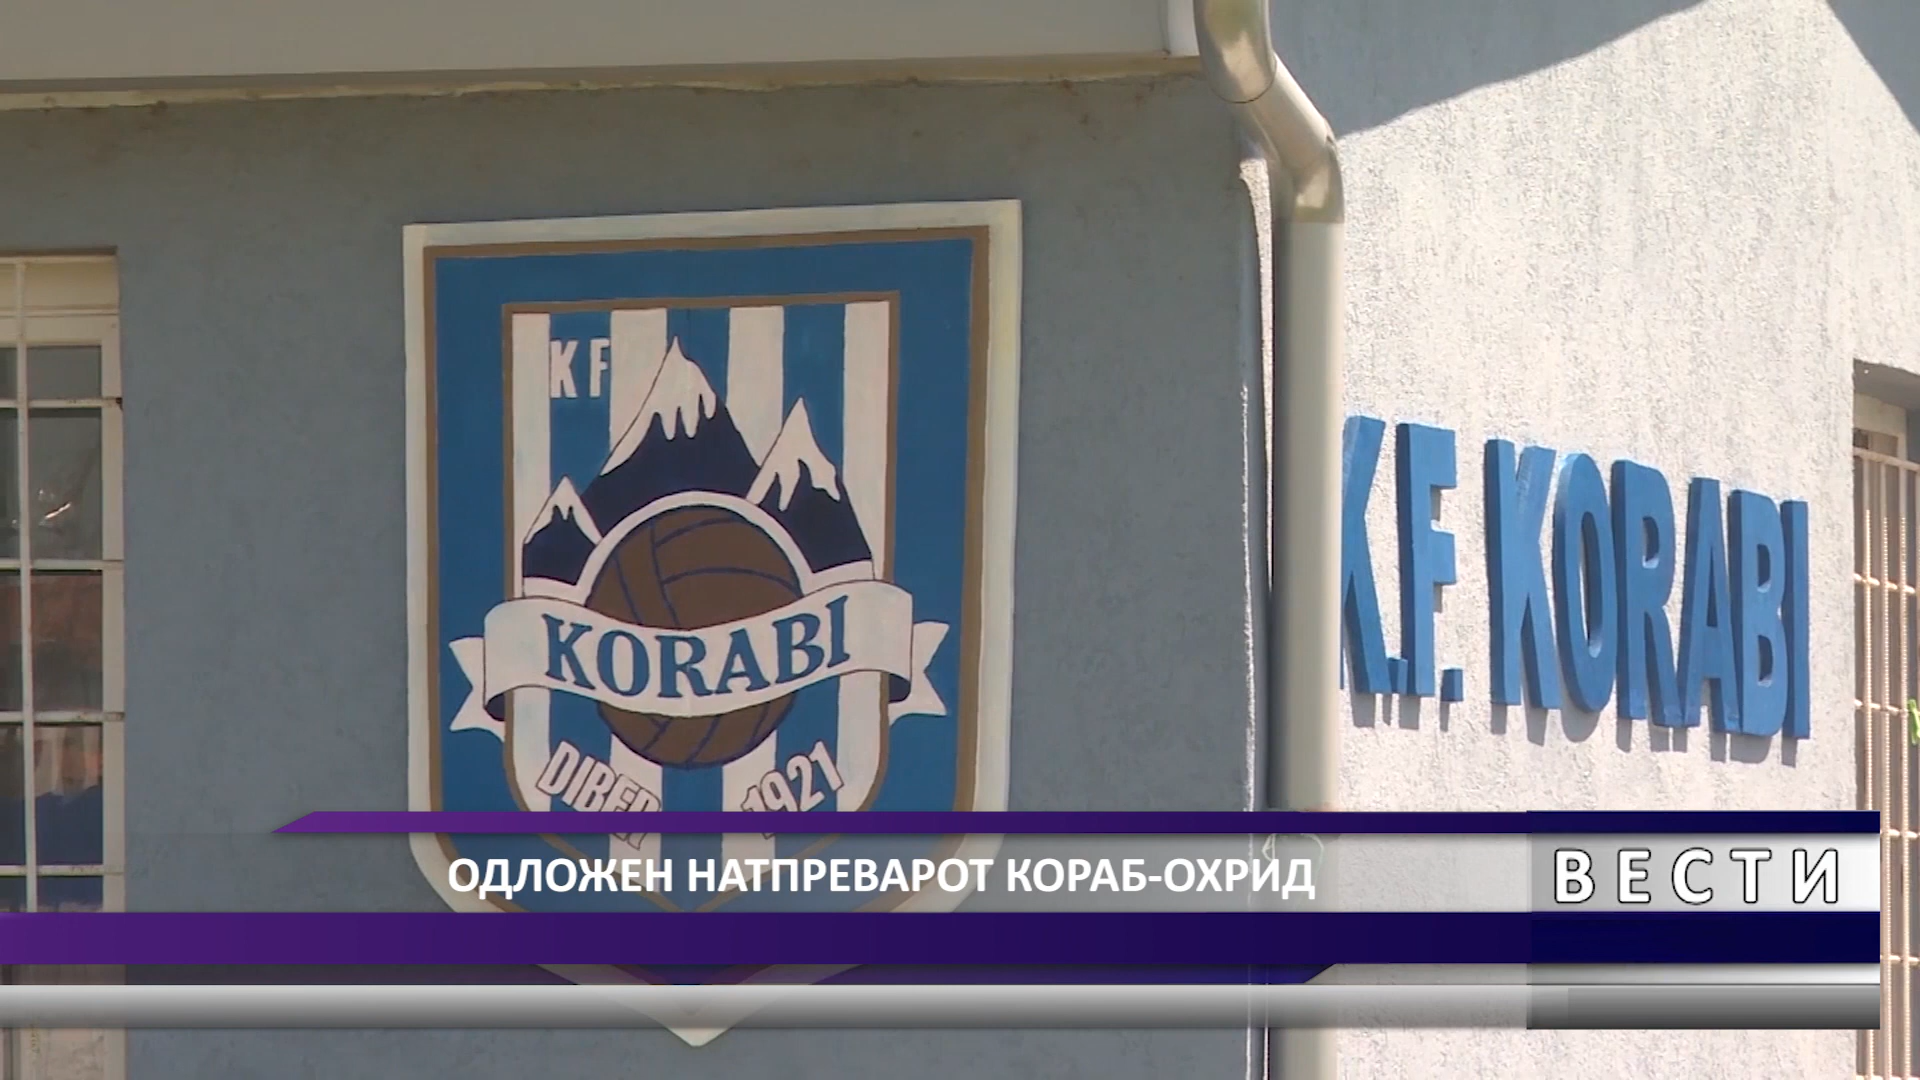 KF
KORABI
DIBER 1921
K.F. KORABI
ОДЛОЖЕН НАТПРЕВАРОТ КОРАБ-ОХРИД
ВЕСТИ